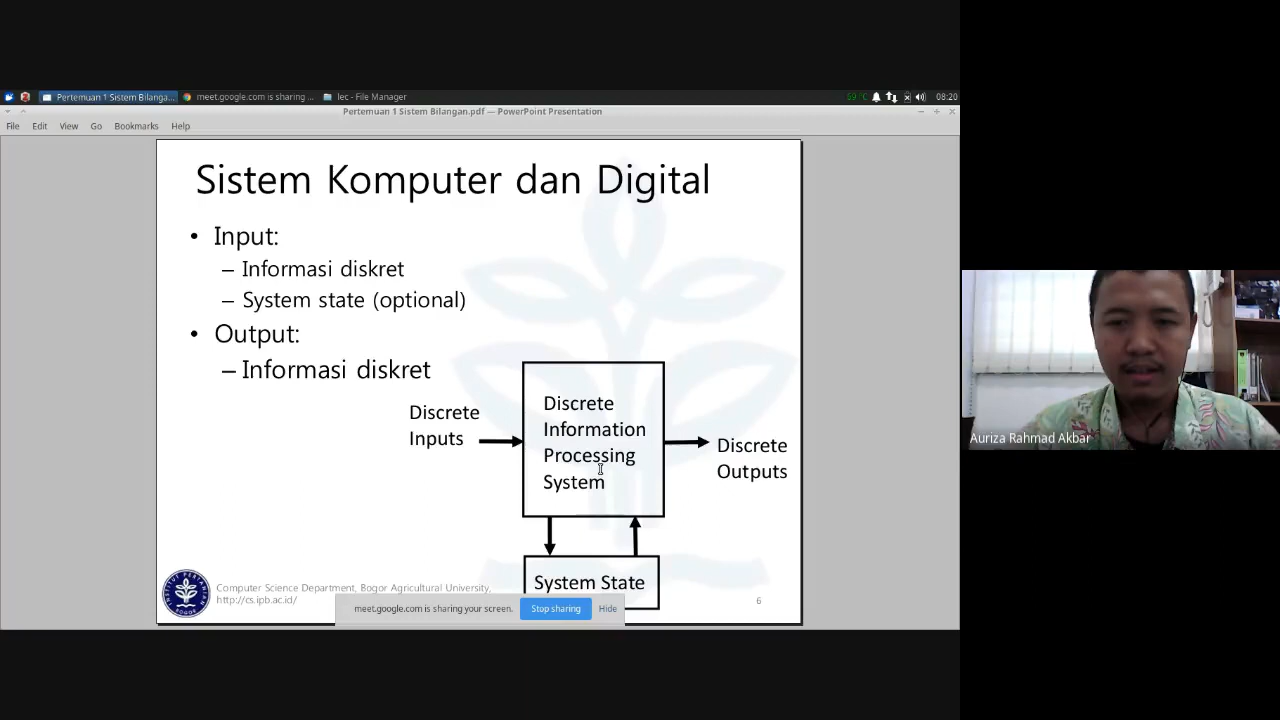 Pertemuan 1 Sistem Bilanga...
meet.google.com is sharing ...
lec - File Manager
08:20
Pertemuan 1 Sistem Bilangan.pdf — PowerPoint Presentation
File Edit View Go Bookmarks Help
Sistem Komputer dan Digital
• Input:
– Informasi diskret
– System state (optional)
• Output:
– Informasi diskret
Discrete
Inputs
Discrete
Information
Processing
System
Discrete
Outputs
System State
Computer Science Department, Bogor Agricultural University,
http://cs.ipb.ac.id/
6
INSTITUT PERTANIAN
BOGOR
meet.google.com is sharing your screen.
Stop sharing
Hide
Auriza Rahmad Akbar